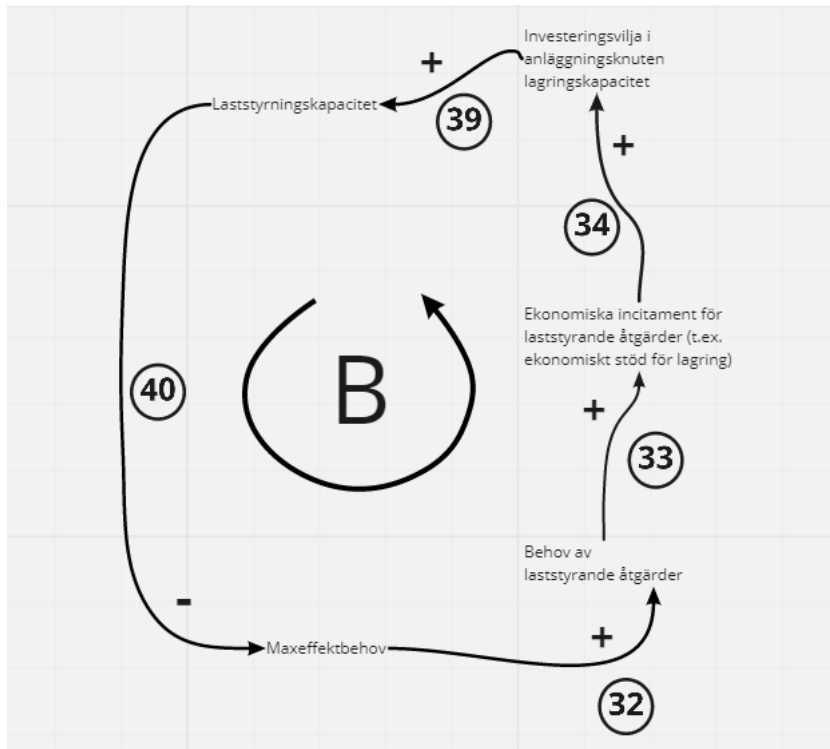 Investeringsvilja i
anläggningsknuten
lagringskapacitet
+
39
Laststyrningskapacitet
+
34
Ekonomiska incitament för
laststyrande åtgärder (t.ex.
ekonomiskt stöd för lagring)
B
40
+
33
Behov av
laststyrande åtgärder
-
Maxeffektbehov
+
32